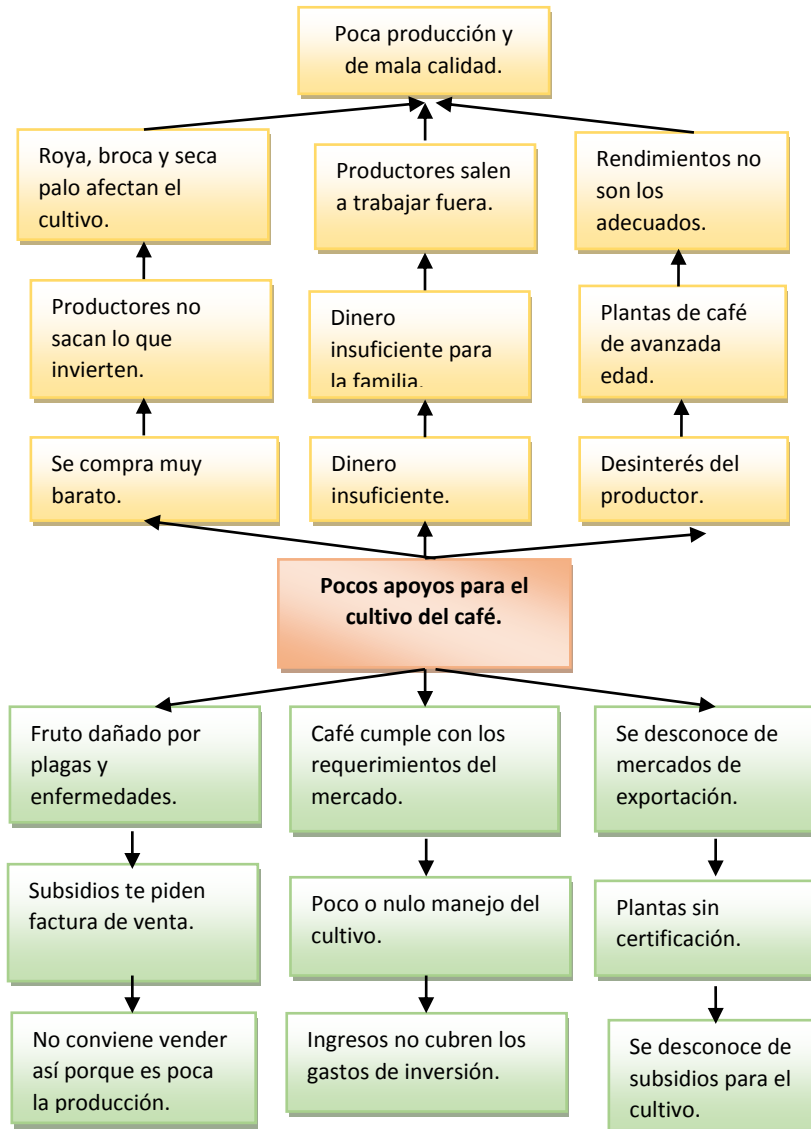 Poca producción y
de mala calidad.
Roya, broca y seca
palo afectan el
cultivo.
Productores salen
a trabajar fuera.
Rendimientos no
son los
adecuados.
Productores no
sacan lo que
invierten.
Dinero
insuficiente para
la familia.
Plantas de café
de avanzada
edad.
Se compra muy
barato.
Dinero
insuficiente.
Desinterés del
productor.
Pocos apoyos para el
cultivo del café.
Fruto dañado por
plagas y
enfermedades.
Café cumple con los
requerimientos del
mercado.
Se desconoce de
mercados de
exportación.
Subsidios te piden
factura de venta.
Poco o nulo manejo del
cultivo.
Plantas sin
certificación.
No conviene vender
así porque es poca
la producción.
Ingresos no cubren los
gastos de inversión.
Se desconoce de
subsidios para el
cultivo.